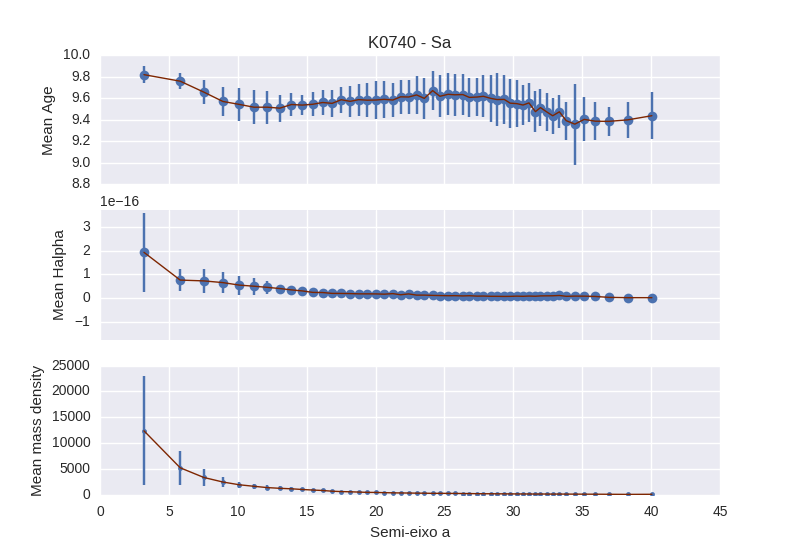 K0740 - Sa
10.0
9.8
9.6
9.4
9.2
9.0
8.8
Mean Age
1e−16
3
2
1
0
−1
Mean Halpha
25000
20000
15000
10000
5000
0
Mean mass density
0 5 10 15 20 25 30 35 40 45
Semi-eixo a